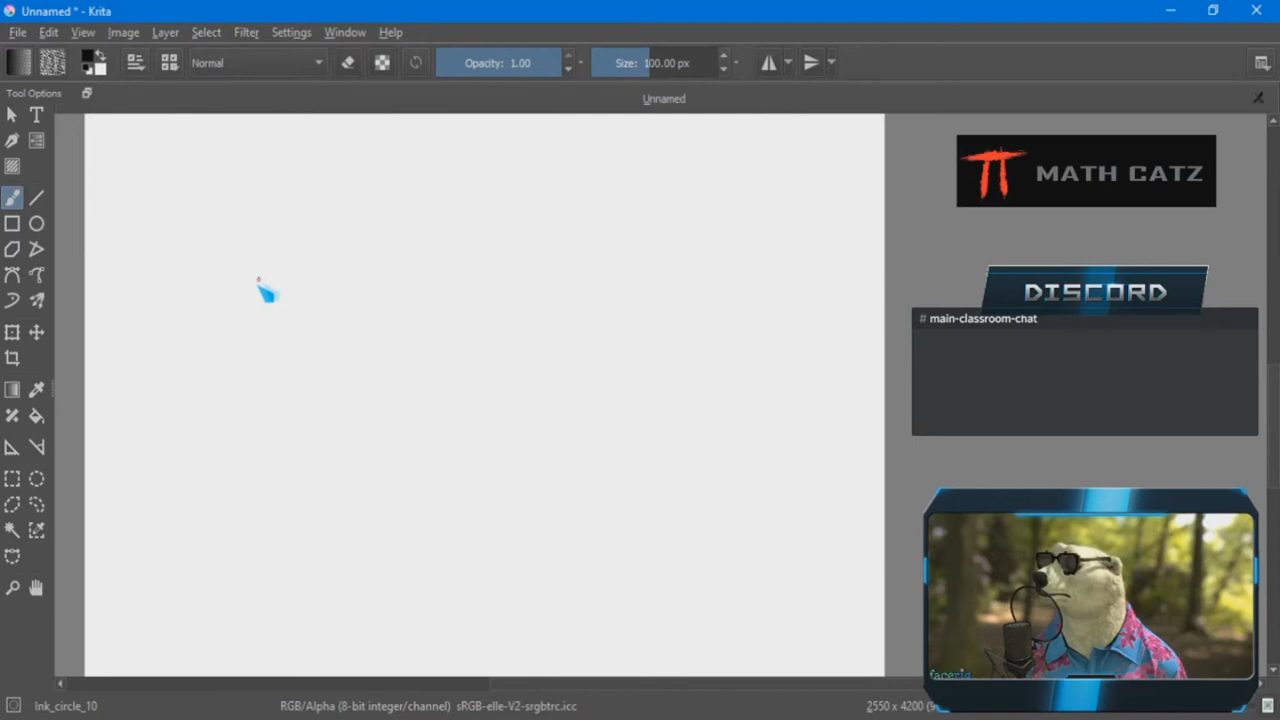 Unnamed * - Krita
File Edit View Image Layer Select Filter Settings Window Help
Normal Opacity: 1.00 Size: 100.00 px
Tool Options
Unnamed
MATH CATZ
DISCORD
# main-classroom-chat
facerig
Ink_circle_10 RGB/Alpha (8-bit integer/channel) sRGB-elle-V2-srgbtrc.icc 2550 x 4200 (9